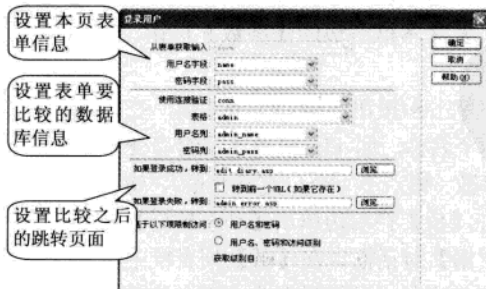 登录用户
设置本页表
单信息
从表单获取输入
用户名字段 name
密码字段 pass
确定
取消
帮助(H)
设置表单要
比较的数据
库信息
使用连接验证 conn
表格 admin
用户名列 admin_name
密码列 admin_pass
如果登录成功，转到 edit_diary.asp 浏览...
转到前一个URL(如果它存在)
如果登录失败，转到 admin_error.asp 浏览...
设置比较之后
的跳转页面
基于以下项限制访问: 用户名和密码
用户名、密码和访问级别
获取级别自